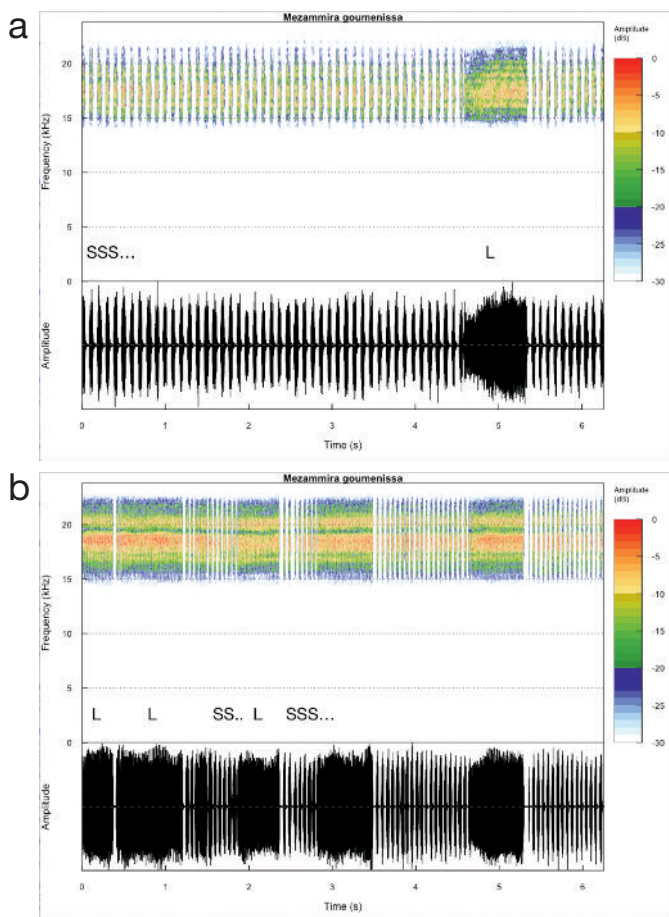 a
Mezammira goumenissa
Amplitude
(dB)
Frequency (kHz)
20
15
10
5
0
0
-5
-10
-15
-20
-25
-30
SSS... L
Amplitude
0 1 2 3 4 5 6
Time (s)
b
Mezammira goumenissa
Amplitude
(dB)
Frequency (kHz)
20
15
10
5
0
0
-5
-10
-15
-20
-25
-30
L L SS.. L SSS...
Amplitude
0 1 2 3 4 5 6
Time (s)